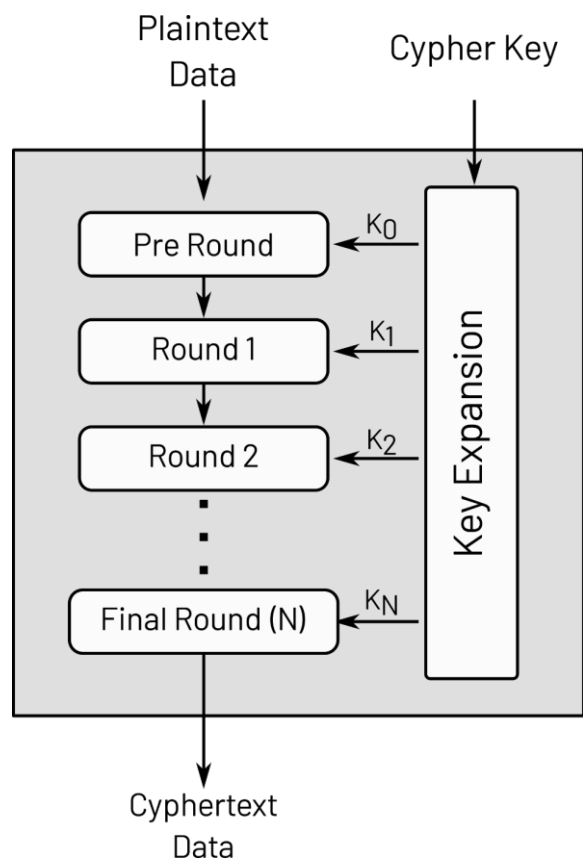 Plaintext
Data
Cypher Key
Pre Round
K0
Round 1
K1
Round 2
K2
Key Expansion
Final Round (N)
KN
Cyphertext
Data